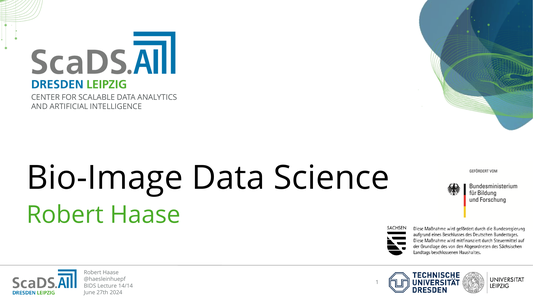 ScaDS.AI
DRESDEN LEIPZIG
CENTER FOR SCALABLE DATA ANALYTICS
AND ARTIFICIAL INTELLIGENCE
Bio-Image Data Science
Robert Haase
GEFÖRDERT VOM
Bundesministerium
für Bildung
und Forschung
SACHSEN
Diese Maßnahme wird gefördert durch die Bundesregierung
aufgrund eines Beschlusses des Deutschen Bundestages.
Diese Maßnahme wird mitfinanziert durch Steuermittel auf
der Grundlage des von den Abgeordneten des Sächsischen
Landtags beschlossenen Haushaltes.
ScaDS.AI
DRESDEN LEIPZIG
Robert Haase
@haesleinhuepf
BIDS Lecture 14/14
June 27th 2024
1
TECHNISCHE
UNIVERSITÄT
DRESDEN
UNIVERSITÄT
LEIPZIG